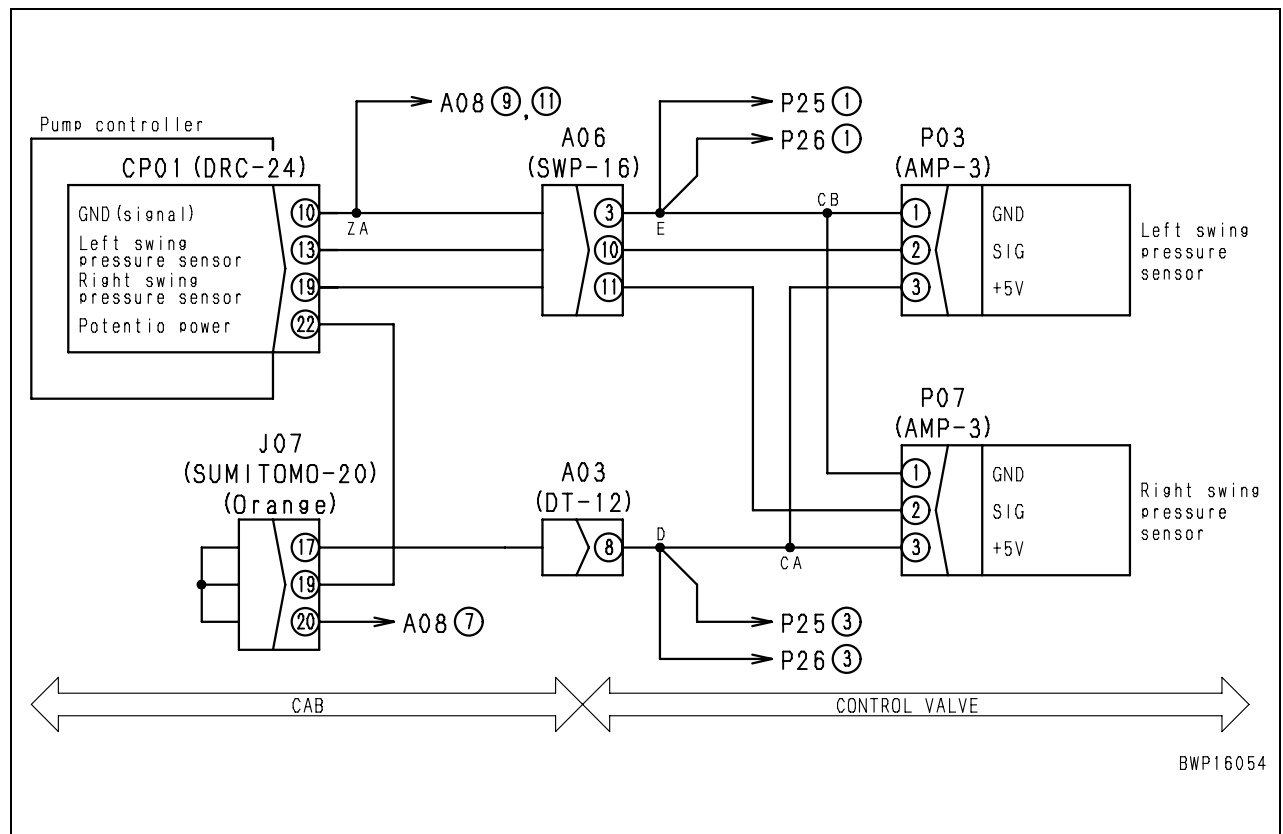 A08 ⑨,⑪
P25 ①
Pump controller
A06
P26 ①
P03
CP01 (DRC-24)
(SWP-16)
(AMP-3)
CB
GND (signal)
⑩
③
①
GND
ZA
E
Left swing
pressure sensor
⑬
⑩
②
SIG
Left swing
pressure
sensor
Right swing
pressure sensor
⑲
⑪
③
+5V
Potentio power
㉒
P07
(AMP-3)
J07
(SUMITOMO-20)
(Orange)
A03
(DT-12)
①
GND
②
SIG
Right swing
pressure
sensor
⑰
⑧
D
CA
③
+5V
⑲
⑳
A08 ⑦
P25 ③
P26 ③
CAB
CONTROL VALVE
BWP16054